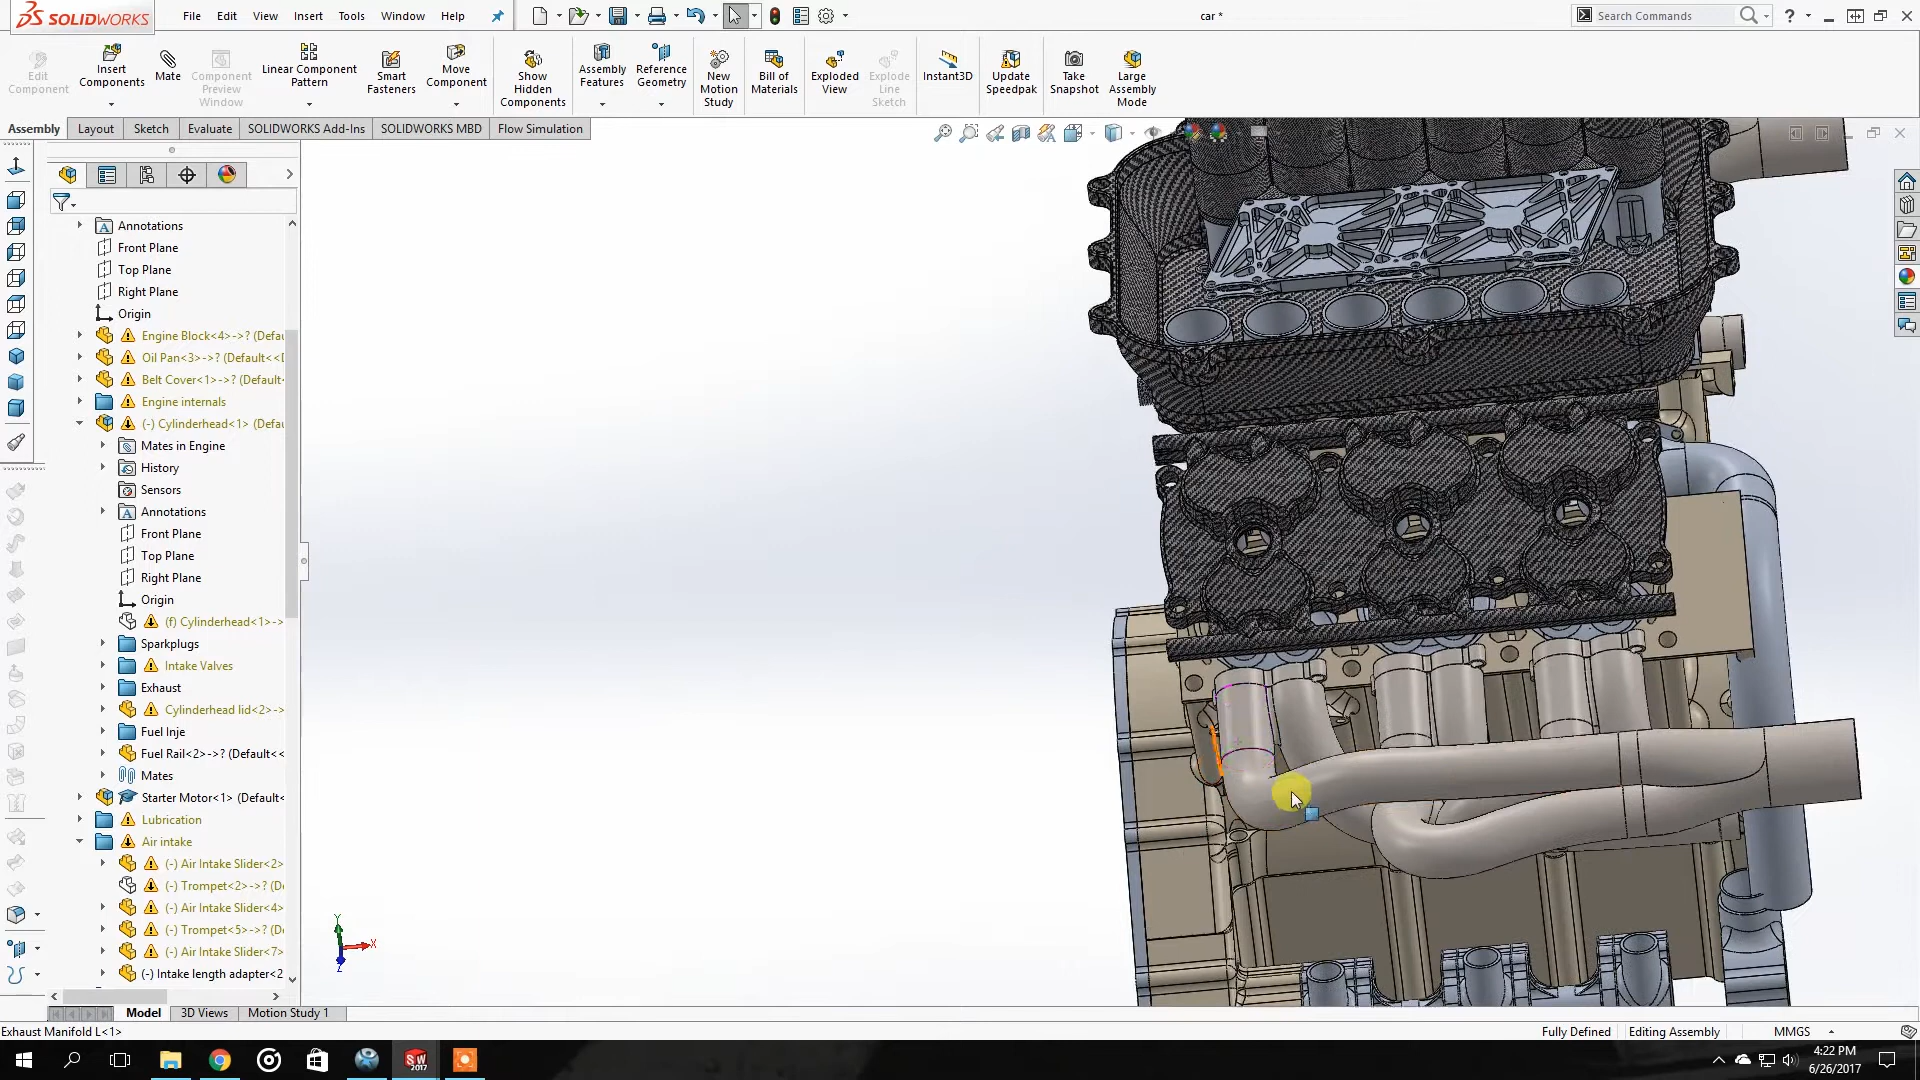 SOLIDWORKS
File Edit View Insert Tools Window Help
car *
Search Commands
Edit Component
Insert Components
Mate
Component Preview Window
Linear Component Pattern
Smart Fasteners
Move Component
Show Hidden Components
Assembly Features
Reference Geometry
New Motion Study
Bill of Materials
Exploded View
Explode Line Sketch
Instant3D
Update Speedpak
Take Snapshot
Large Assembly Mode
Assembly Layout Sketch Evaluate SOLIDWORKS Add-Ins SOLIDWORKS MBD Flow Simulation
Annotations
Front Plane
Top Plane
Right Plane
Origin
Engine Block<4>->? (Defau
Oil Pan<3>->? (Default<<D
Belt Cover<1>->? (Default<
Engine internals
(-) Cylinderhead<1> (Defau
Mates in Engine
History
Sensors
Annotations
Front Plane
Top Plane
Right Plane
Origin
(f) Cylinderhead<1>->
Sparkplugs
Intake Valves
Exhaust
Cylinderhead lid<2>->
Fuel Inje
Fuel Rail<2>->? (Default<<
Mates
Starter Motor<1> (Default<
Lubrication
Air intake
(-) Air Intake Slider<2>
(-) Trompet<2>->? (De
(-) Air Intake Slider<4>
(-) Trompet<5>->? (De
(-) Air Intake Slider<7>
(-) Intake length adapter<2
Y
X
Z
Model 3D Views Motion Study 1
Exhaust Manifold L<1>
Fully Defined Editing Assembly MMGS
SW
2017
4:22 PM
6/26/2017